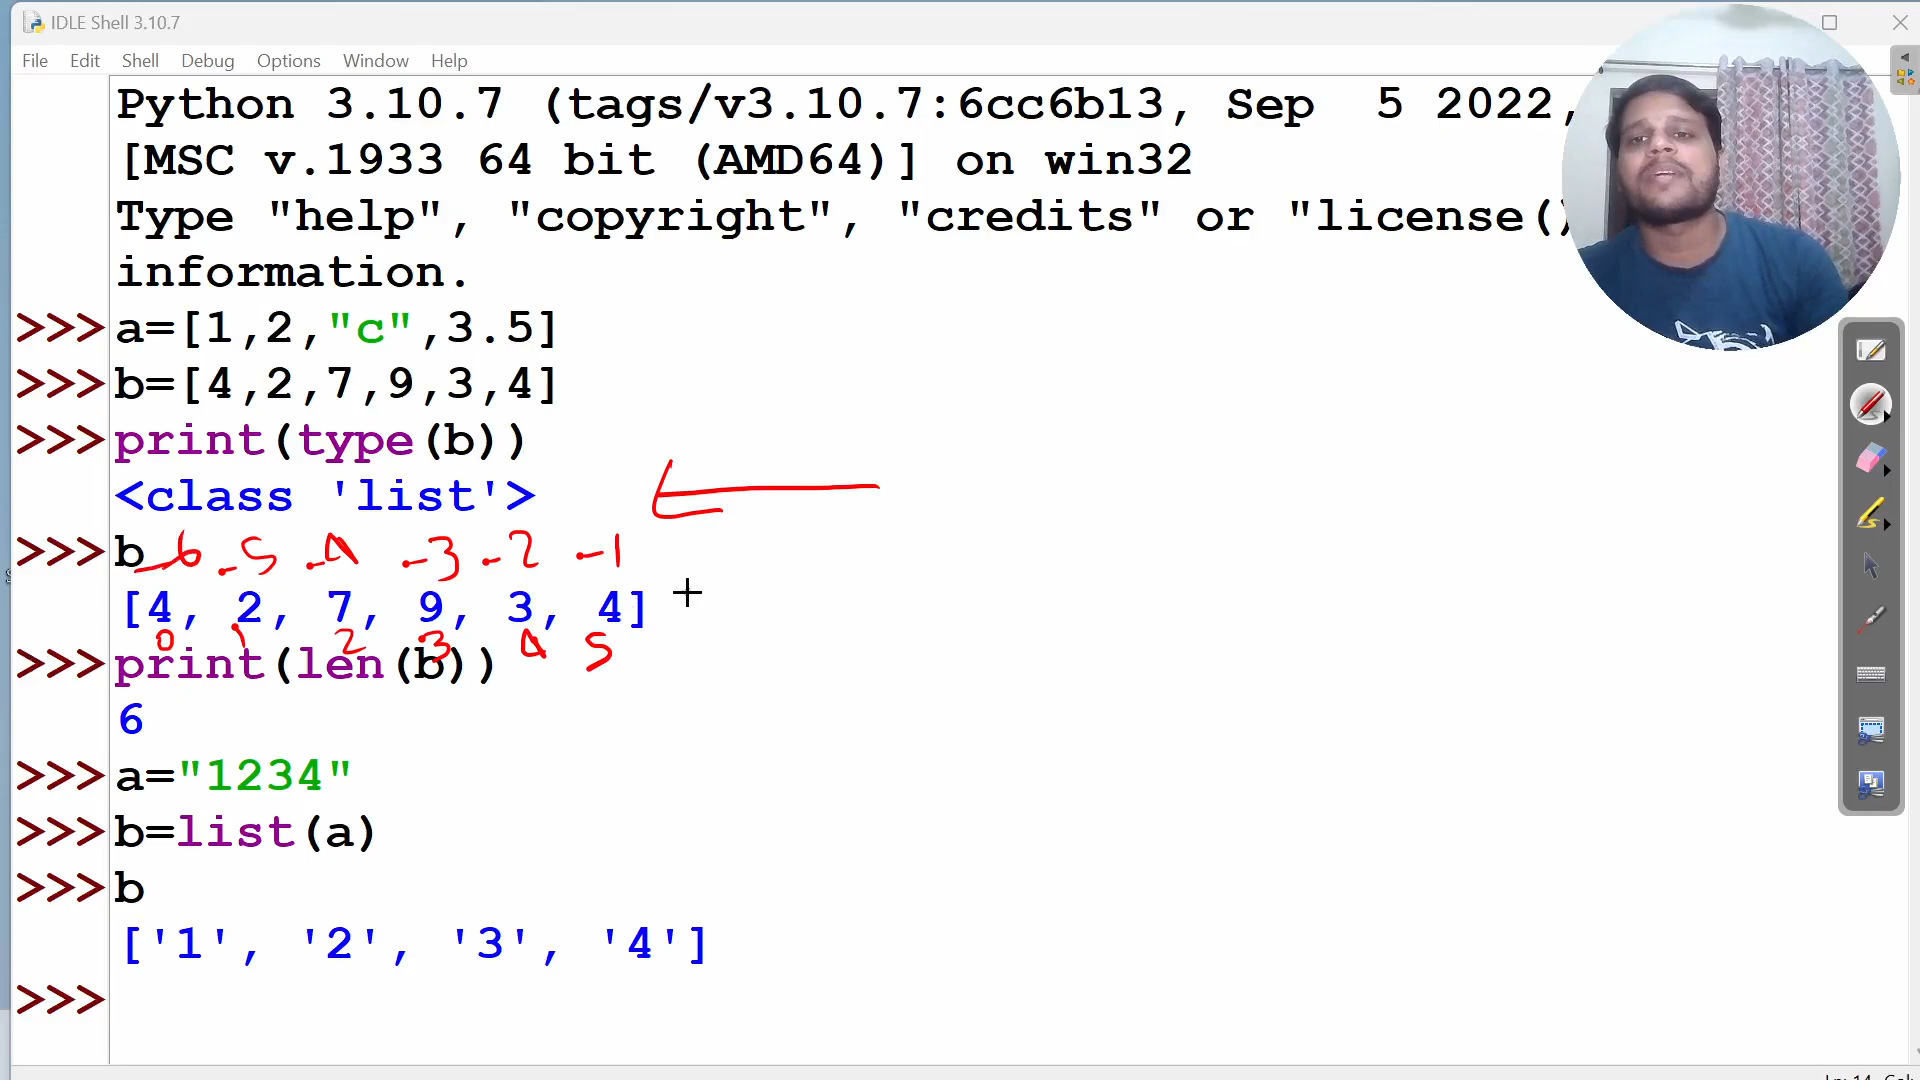 IDLE Shell 3.10.7
File Edit Shell Debug Options Window Help
Python 3.10.7 (tags/v3.10.7:6cc6b13, Sep  5 2022,
[MSC v.1933 64 bit (AMD64)] on win32
Type "help", "copyright", "credits" or "license()
information.
>>> a=[1,2,"c",3.5]
>>> b=[4,2,7,9,3,4]
>>> print(type(b))
<class 'list'>
>>> b
-6 -5 -4 -3 -2 -1
[4, 2, 7, 9, 3, 4]
0 1 2 3 4 5
>>> print(len(b))
6
>>> a="1234"
>>> b=list(a)
>>> b
['1', '2', '3', '4']
>>>